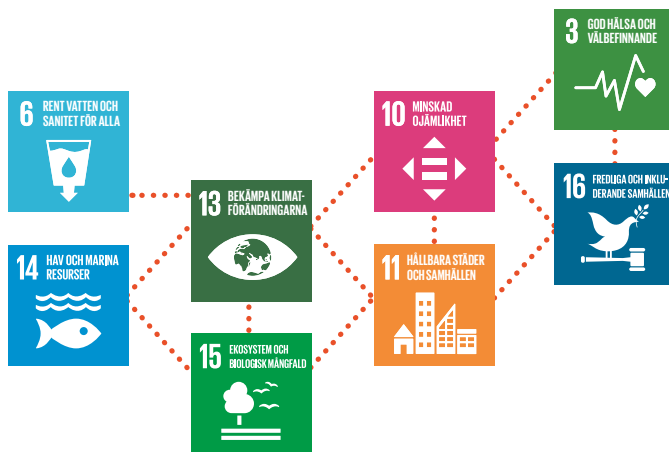 3 GOD HÄLSA OCH
VÄLBEFINNANDE
6 RENT VATTEN OCH
SANITET FÖR ALLA
10 MINSKAD
OJÄMLIKHET
16 FREDLIGA OCH INKLU-
DERANDE SAMHÄLLEN
13 BEKÄMPA KLIMAT-
FÖRÄNDRINGARNA
14 HAV OCH MARINA
RESURSER
11 HÅLLBARA STÄDER
OCH SAMHÄLLEN
15 EKOSYSTEM OCH
BIOLOGISK MÅNGFALD